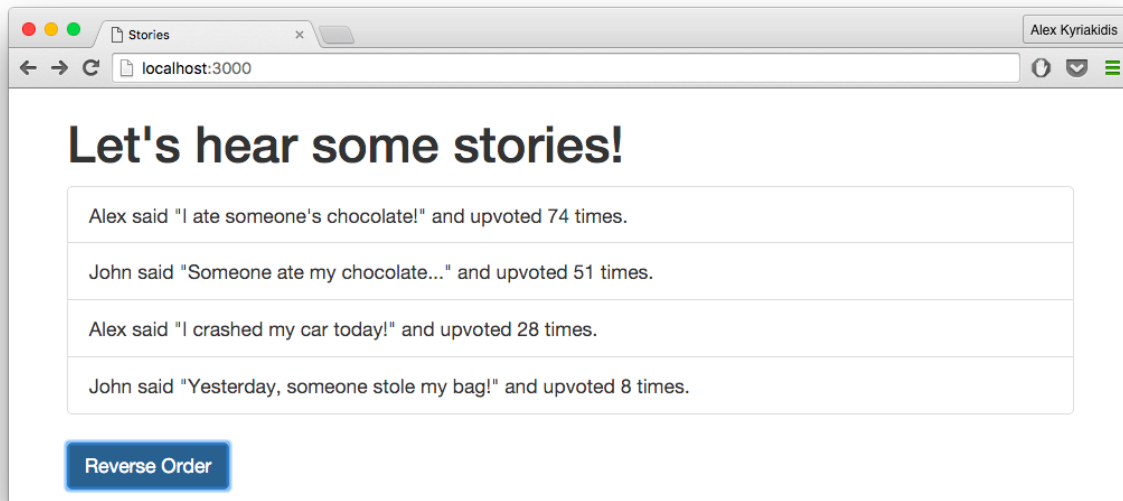 Stories
Alex Kyriakidis
localhost:3000
Let's hear some stories!
Alex said "I ate someone's chocolate!" and upvoted 74 times.
John said "Someone ate my chocolate..." and upvoted 51 times.
Alex said "I crashed my car today!" and upvoted 28 times.
John said "Yesterday, someone stole my bag!" and upvoted 8 times.
Reverse Order